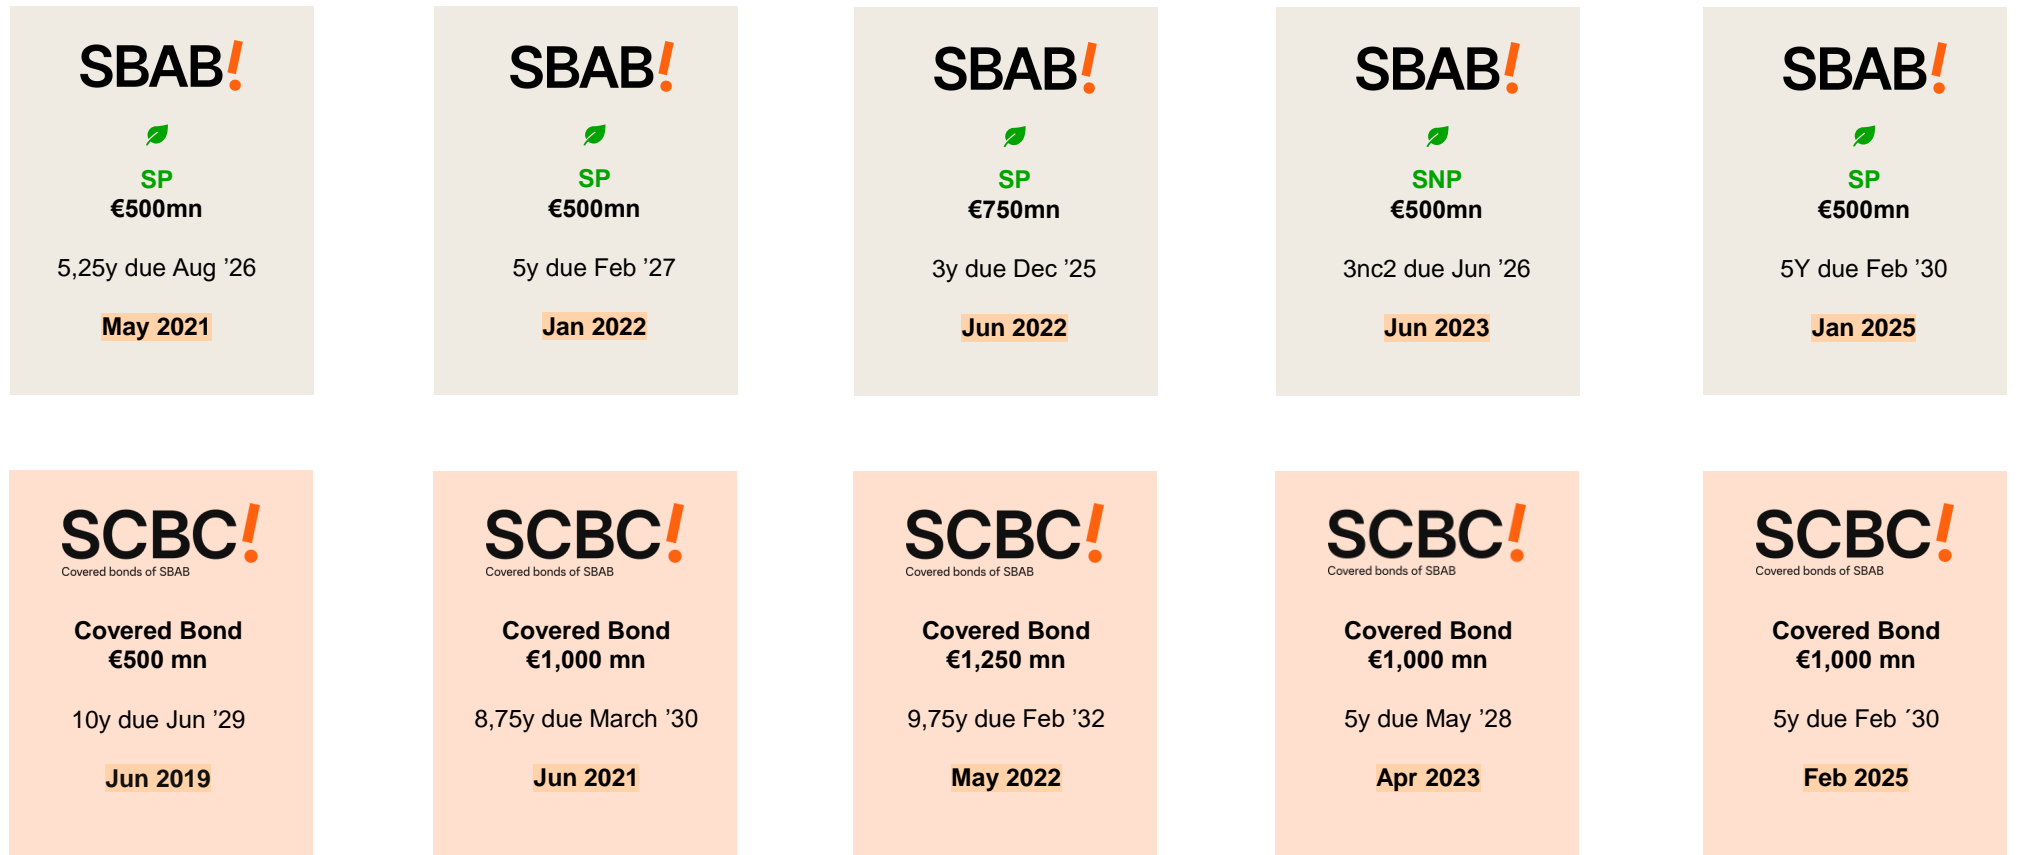 SBAB!
SP
€500mn
5,25y due Aug ’26
May 2021
SBAB!
SP
€500mn
5y due Feb ’27
Jan 2022
SBAB!
SP
€750mn
3y due Dec ’25
Jun 2022
SBAB!
SNP
€500mn
3nc2 due Jun ’26
Jun 2023
SBAB!
SP
€500mn
5Y due Feb ’30
Jan 2025
SCBC!
Covered bonds of SBAB
Covered Bond
€500 mn
10y due Jun ’29
Jun 2019
SCBC!
Covered bonds of SBAB
Covered Bond
€1,000 mn
8,75y due March ’30
Jun 2021
SCBC!
Covered bonds of SBAB
Covered Bond
€1,250 mn
9,75y due Feb ’32
May 2022
SCBC!
Covered bonds of SBAB
Covered Bond
€1,000 mn
5y due May ’28
Apr 2023
SCBC!
Covered bonds of SBAB
Covered Bond
€1,000 mn
5y due Feb ´30
Feb 2025